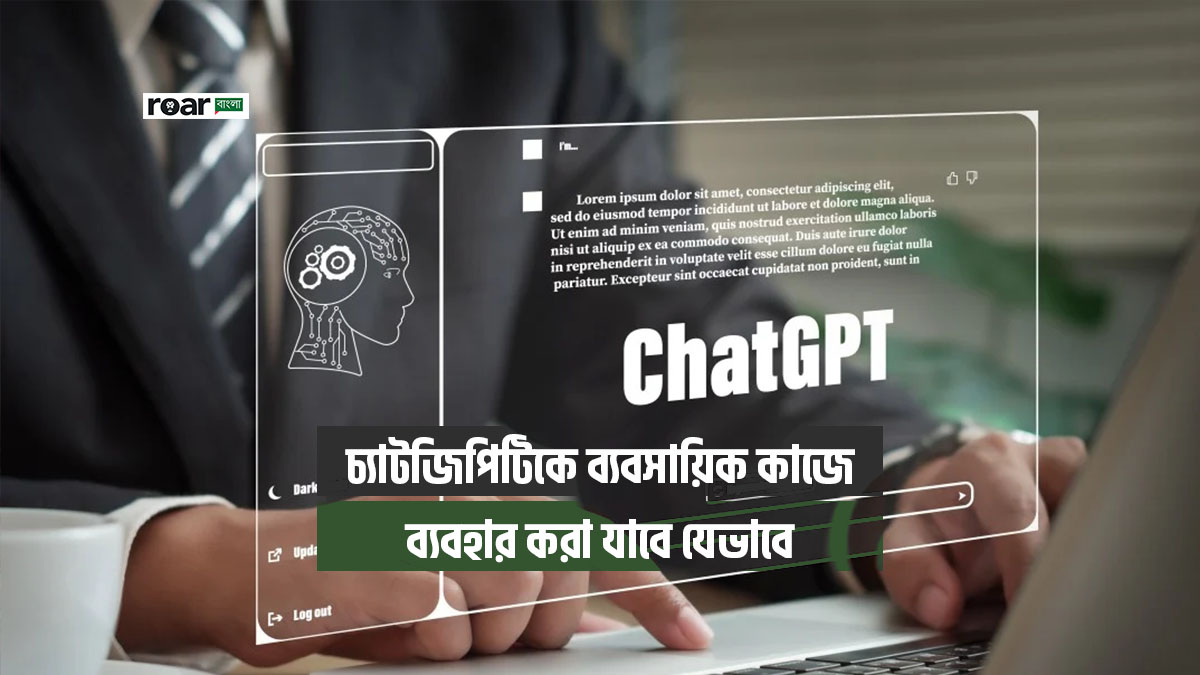 roar বাংলা
I'm...
Lorem ipsum dolor sit amet, consectetur adipiscing elit,
sed do eiusmod tempor incididunt ut labore et dolore magna aliqua.
Ut enim ad minim veniam, quis nostrud exercitation ullamco laboris
nisi ut aliquip ex ea commodo consequat. Duis aute irure dolor
in reprehenderit in voluptate velit esse cillum dolore eu fugiat nulla
pariatur. Excepteur sint occaecat cupidatat non proident, sunt in
ChatGPT
চ্যাটজিপিটিকে ব্যবসায়িক কাজে
ব্যবহার করা যাবে যেভাবে
Dark
Log out